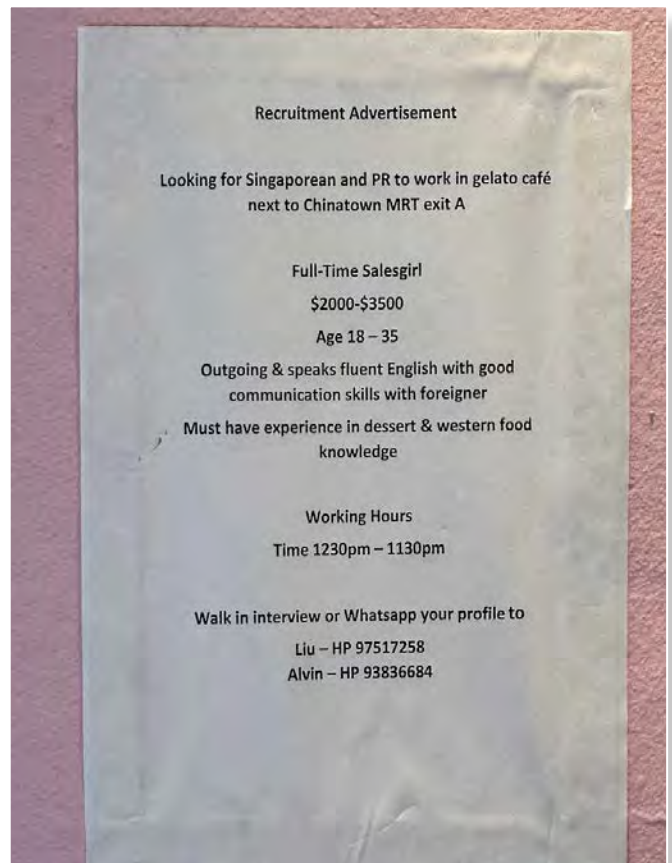 Recruitment Advertisement
Looking for Singaporean and PR to work in gelato café
next to Chinatown MRT exit A
Full-Time Salesgirl
$2000-$3500
Age 18 – 35
Outgoing & speaks fluent English with good
communication skills with foreigner
Must have experience in dessert & western food
knowledge
Working Hours
Time 1230pm – 1130pm
Walk in interview or Whatsapp your profile to
Liu – HP 97517258
Alvin – HP 93836684